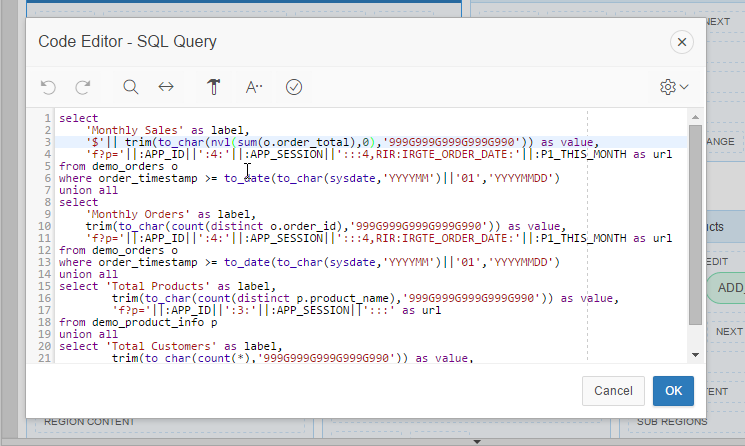 NEXT
Code Editor - SQL Query
A··
1 select
2     'Monthly Sales' as label,
3     '$'|| trim(to_char(nvl(sum(o.order_total),0),'999G999G999G999G990')) as value,
4     'f?p='||:APP_ID||':4:'||:APP_SESSION||':::4,RIR:IRGTE_ORDER_DATE:'||:P1_THIS_MONTH as url
5 from demo_orders o
6 where order_timestamp >= to_date(to_char(sysdate,'YYYYMM')||'01','YYYYMMDD')
7 union all
8 select
9     'Monthly Orders' as label,
10     trim(to_char(count(distinct o.order_id),'999G999G999G999G990')) as value,
11     'f?p='||:APP_ID||':4:'||:APP_SESSION||':::4,RIR:IRGTE_ORDER_DATE:'||:P1_THIS_MONTH as url
12 from demo_orders o
13 where order_timestamp >= to_date(to_char(sysdate,'YYYYMM')||'01','YYYYMMDD')
14 union all
15 select 'Total Products' as label,
16         trim(to_char(count(distinct p.product_name),'999G999G999G999G990')) as value,
17         'f?p='||:APP_ID||':3:'||:APP_SESSION||':::' as url
18 from demo_product_info p
19 union all
20 select 'Total Customers' as label,
21         trim(to_char(count(*),'999G999G999G999G990')) as value,
Cancel
OK
ANGE
ucts
EDIT
ADD_
NEXT
TENT
REGION CONTENT
SUB REGIONS